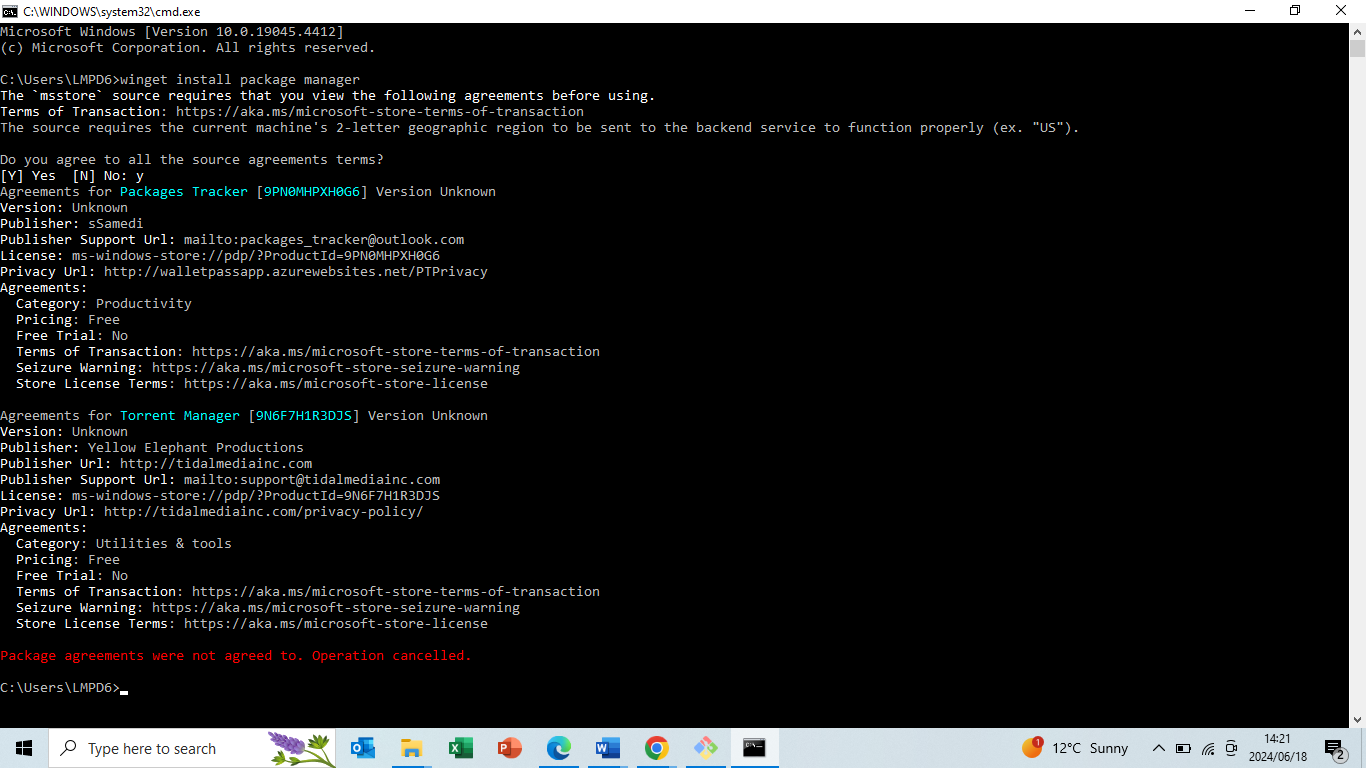 C:\WINDOWS\system32\cmd.exe
Microsoft Windows [Version 10.0.19045.4412]
(c) Microsoft Corporation. All rights reserved.
C:\Users\LMPD6>winget install package manager
The `msstore` source requires that you view the following agreements before using.
Terms of Transaction: https://aka.ms/microsoft-store-terms-of-transaction
The source requires the current machine's 2-letter geographic region to be sent to the backend service to function properly (ex. "US").
Do you agree to all the source agreements terms?
[Y] Yes  [N] No: y
Agreements for Packages Tracker [9PN0MHPXH0G6] Version Unknown
Version: Unknown
Publisher: sSamedi
Publisher Support Url: mailto:packages_tracker@outlook.com
License: ms-windows-store://pdp/?ProductId=9PN0MHPXH0G6
Privacy Url: http://walletpassapp.azurewebsites.net/PTPrivacy
Agreements:
  Category: Productivity
  Pricing: Free
  Free Trial: No
  Terms of Transaction: https://aka.ms/microsoft-store-terms-of-transaction
  Seizure Warning: https://aka.ms/microsoft-store-seizure-warning
  Store License Terms: https://aka.ms/microsoft-store-license
Agreements for Torrent Manager [9N6F7H1R3DJS] Version Unknown
Version: Unknown
Publisher: Yellow Elephant Productions
Publisher Url: http://tidalmediainc.com
Publisher Support Url: mailto:support@tidalmediainc.com
License: ms-windows-store://pdp/?ProductId=9N6F7H1R3DJS
Privacy Url: http://tidalmediainc.com/privacy-policy/
Agreements:
  Category: Utilities & tools
  Pricing: Free
  Free Trial: No
  Terms of Transaction: https://aka.ms/microsoft-store-terms-of-transaction
  Seizure Warning: https://aka.ms/microsoft-store-seizure-warning
  Store License Terms: https://aka.ms/microsoft-store-license
Package agreements were not agreed to. Operation cancelled.
C:\Users\LMPD6>
Type here to search
1
12°C Sunny
14:21
2024/06/18
2